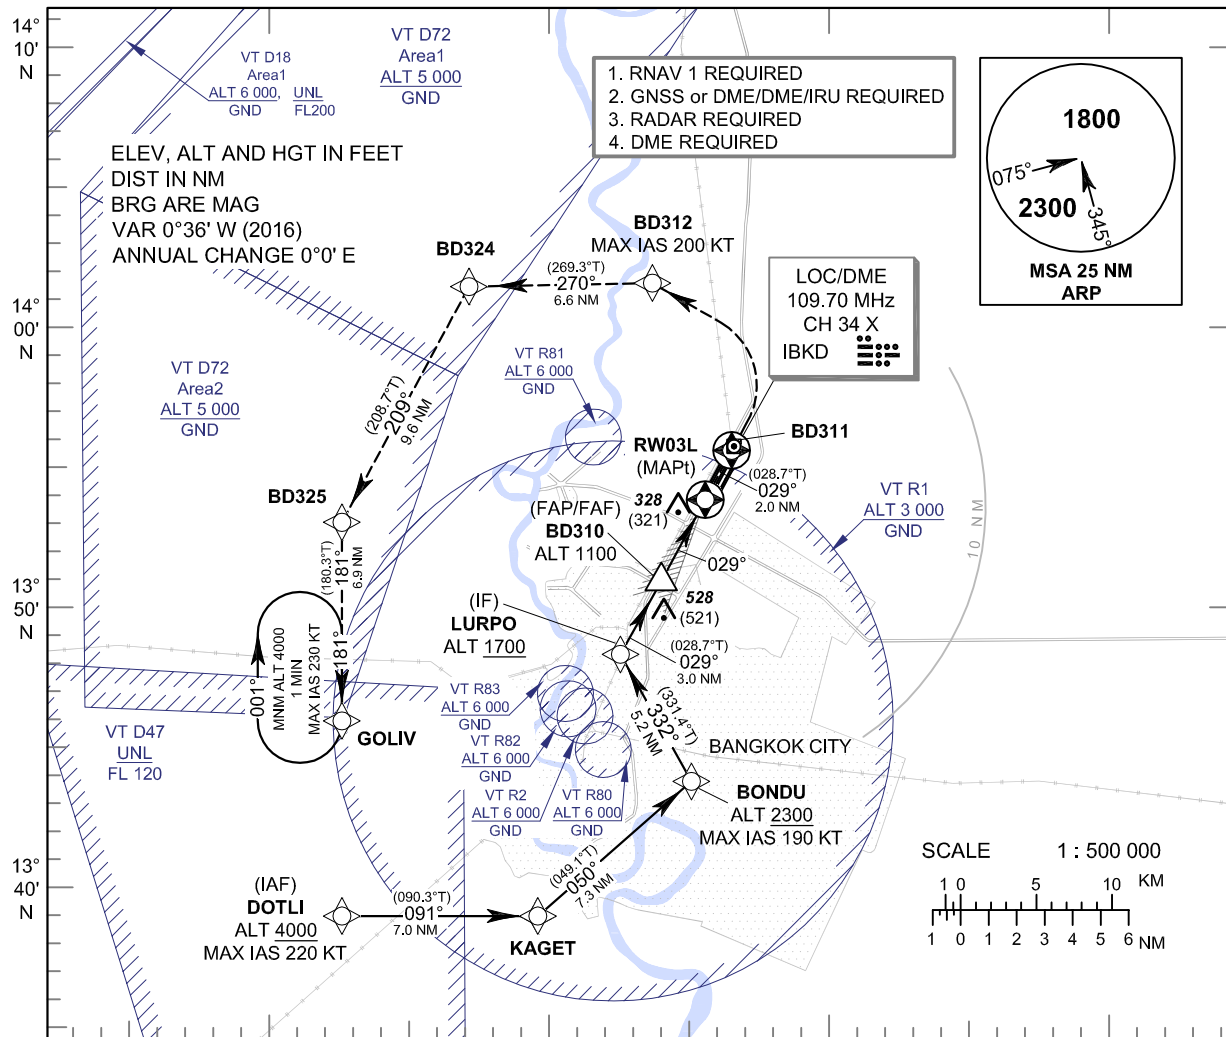 14°
10'
N
VT D18
Area1
ALT 6 000, UNL
GND FL200
VT D72
Area1
ALT 5 000
GND
1. RNAV 1 REQUIRED
2. GNSS or DME/DME/IRU REQUIRED
3. RADAR REQUIRED
4. DME REQUIRED
1800
075°
2300
345°
MSA 25 NM
ARP
ELEV, ALT AND HGT IN FEET
DIST IN NM
BRG ARE MAG
VAR 0°36' W (2016)
ANNUAL CHANGE 0°0' E
BD312
MAX IAS 200 KT
BD324
(269.3°T)
270°
6.6 NM
LOC/DME
109.70 MHz
CH 34 X
IBKD
14°
00'
N
VT D72
Area2
ALT 5 000
GND
VT R81
ALT 6 000
GND
(208.7°T)
209°
9.6 NM
RW03L
(MAPt)
BD311
(028.7°T)
029°
2.0 NM
BD325
328
(321)
(FAP/FAF)
BD310
ALT 1100
VT R1
ALT 3 000
GND
10 NM
029°
(180.3°T)
181°
6.9 NM
13°
50'
N
528
(521)
(IF)
LURPO
ALT 1700
(028.7°T)
029°
3.0 NM
001°
MNM ALT 4000
1 MIN
MAX IAS 230 KT
181°
VT R83
ALT 6 000
GND
(331.4°T)
332°
5.2 NM
GOLIV
VT D47
UNL
FL 120
VT R82
ALT 6 000
GND
BANGKOK CITY
VT R2
ALT 6 000
GND
VT R80
ALT 6 000
GND
BONDU
ALT 2300
MAX IAS 190 KT
(049.1°T)
050°
7.3 NM
13°
40'
N
(IAF)
DOTLI
ALT 4000
MAX IAS 220 KT
(090.3°T)
091°
7.0 NM
KAGET
SCALE 1 : 500 000
1 0 5 10 KM
1 0 1 2 3 4 5 6 NM